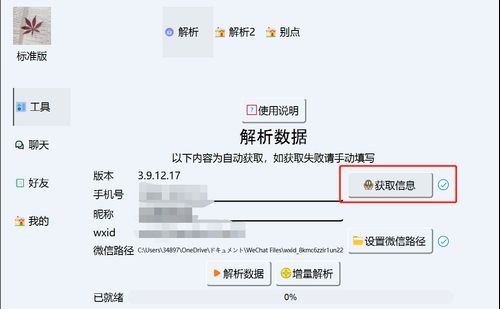 解析 解析2 别点
标准版
工具
使用说明
解析数据
聊天
以下内容为自动获取，如获取失败请手动填写
版本 3.9.12.17
获取信息
好友
手机号
昵称
我的
wxid
微信路径 C:\Users\34897\OneDrive\ドキュメント\WeChat Files\wxid_8kmc6zzlr1un22
设置微信路径
解析数据 增量解析
已就绪 0%